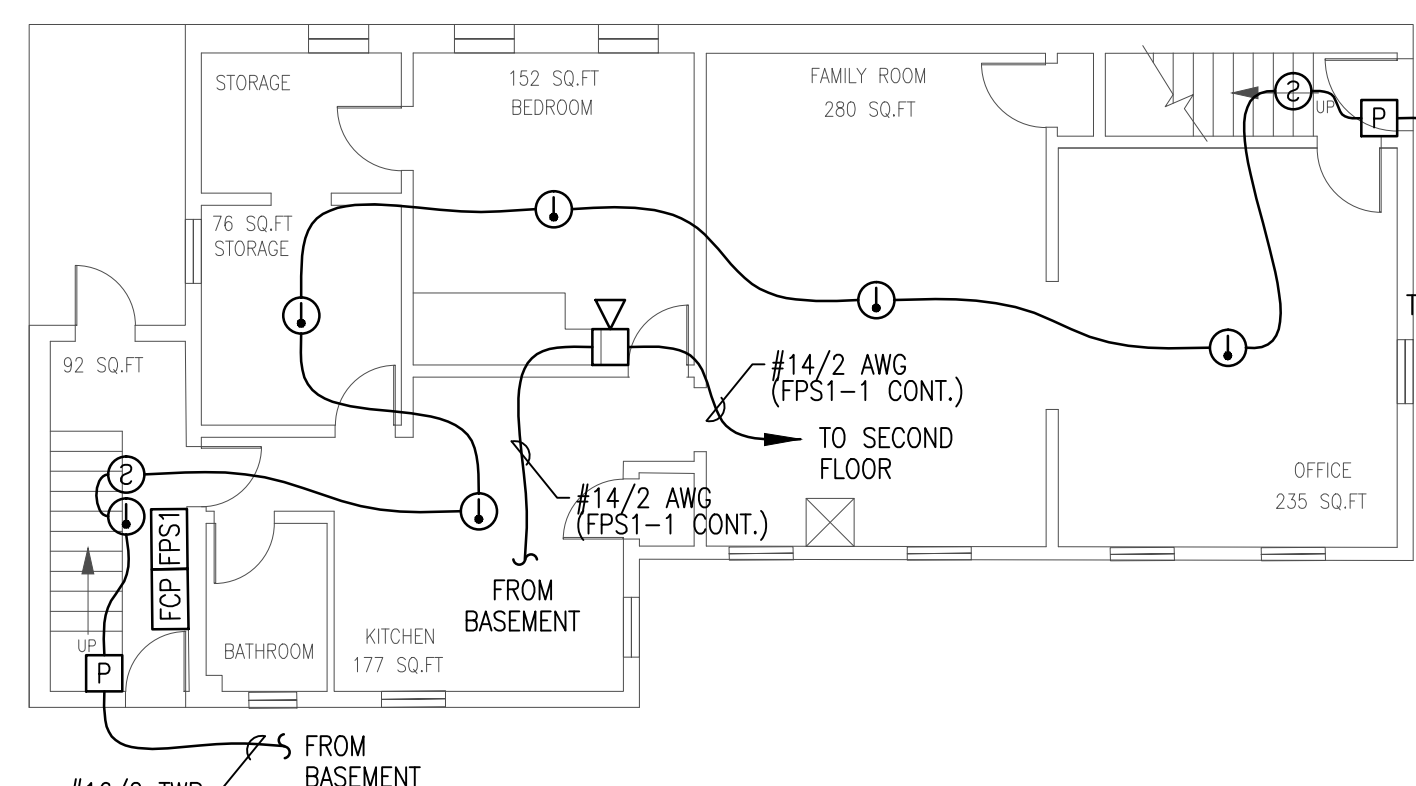 STORAGE
152 SQ.FT
BEDROOM
FAMILY ROOM
280 SQ.FT
S
UP
P
76 SQ.FT
STORAGE
92 SQ.FT
#14/2 AWG
(FPS1-1 CONT.)
TO SECOND
FLOOR
OFFICE
235 SQ.FT
S
#14/2 AWG
(FPS1-1 CONT.)
FPS1
FCP
FROM
BASEMENT
KITCHEN
177 SQ.FT
BATHROOM
UP
P
FROM
BASEMENT